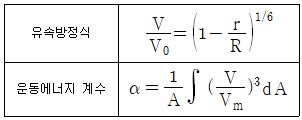 유속방정식 V/V₀ = (1 − r/R)^1/6
운동에너지 계수 α = 1/A ∫ (V/Vₘ)³ dA